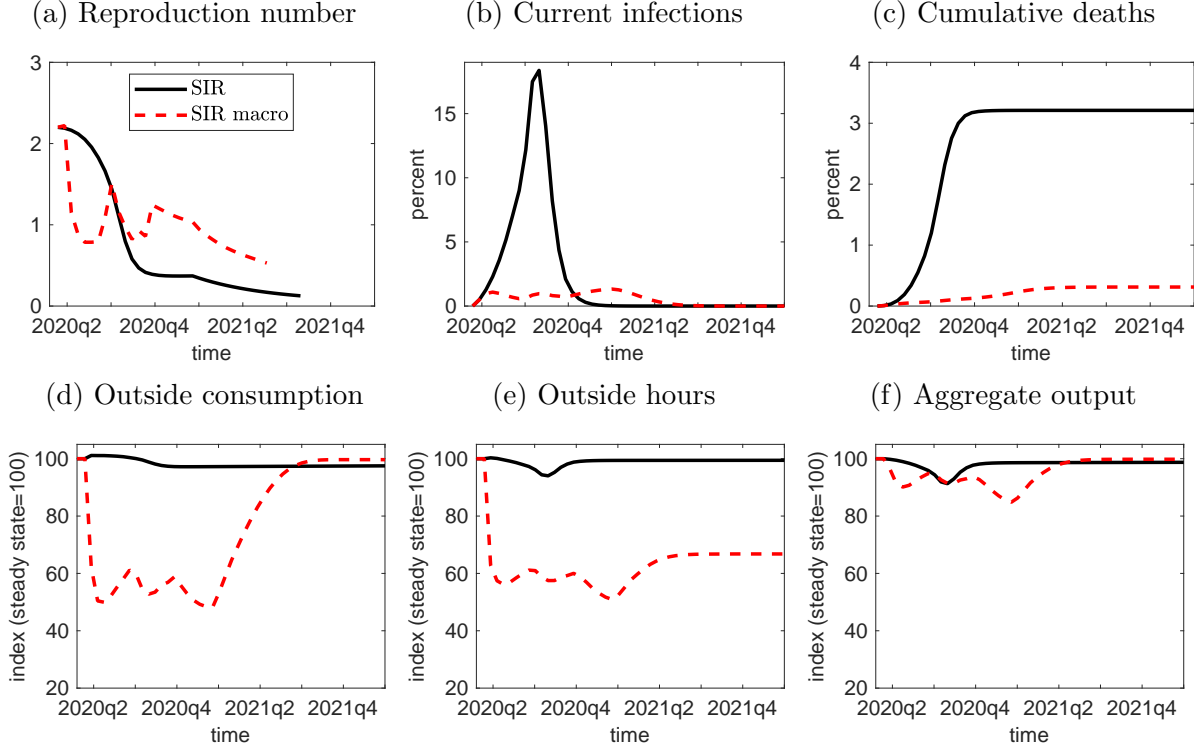 (a) Reproduction number
(b) Current infections
(c) Cumulative deaths
3
2
1
0
SIR
SIR macro
2020q2 2020q4 2021q2 2021q4
time
percent
15
10
5
0
2020q2 2020q4 2021q2 2021q4
time
percent
4
3
2
1
0
2020q2 2020q4 2021q2 2021q4
time
(d) Outside consumption
(e) Outside hours
(f) Aggregate output
index (steady state=100)
100
80
60
40
20
2020q2 2020q4 2021q2 2021q4
time
index (steady state=100)
100
80
60
40
20
2020q2 2020q4 2021q2 2021q4
time
index (steady state=100)
100
80
60
40
20
2020q2 2020q4 2021q2 2021q4
time